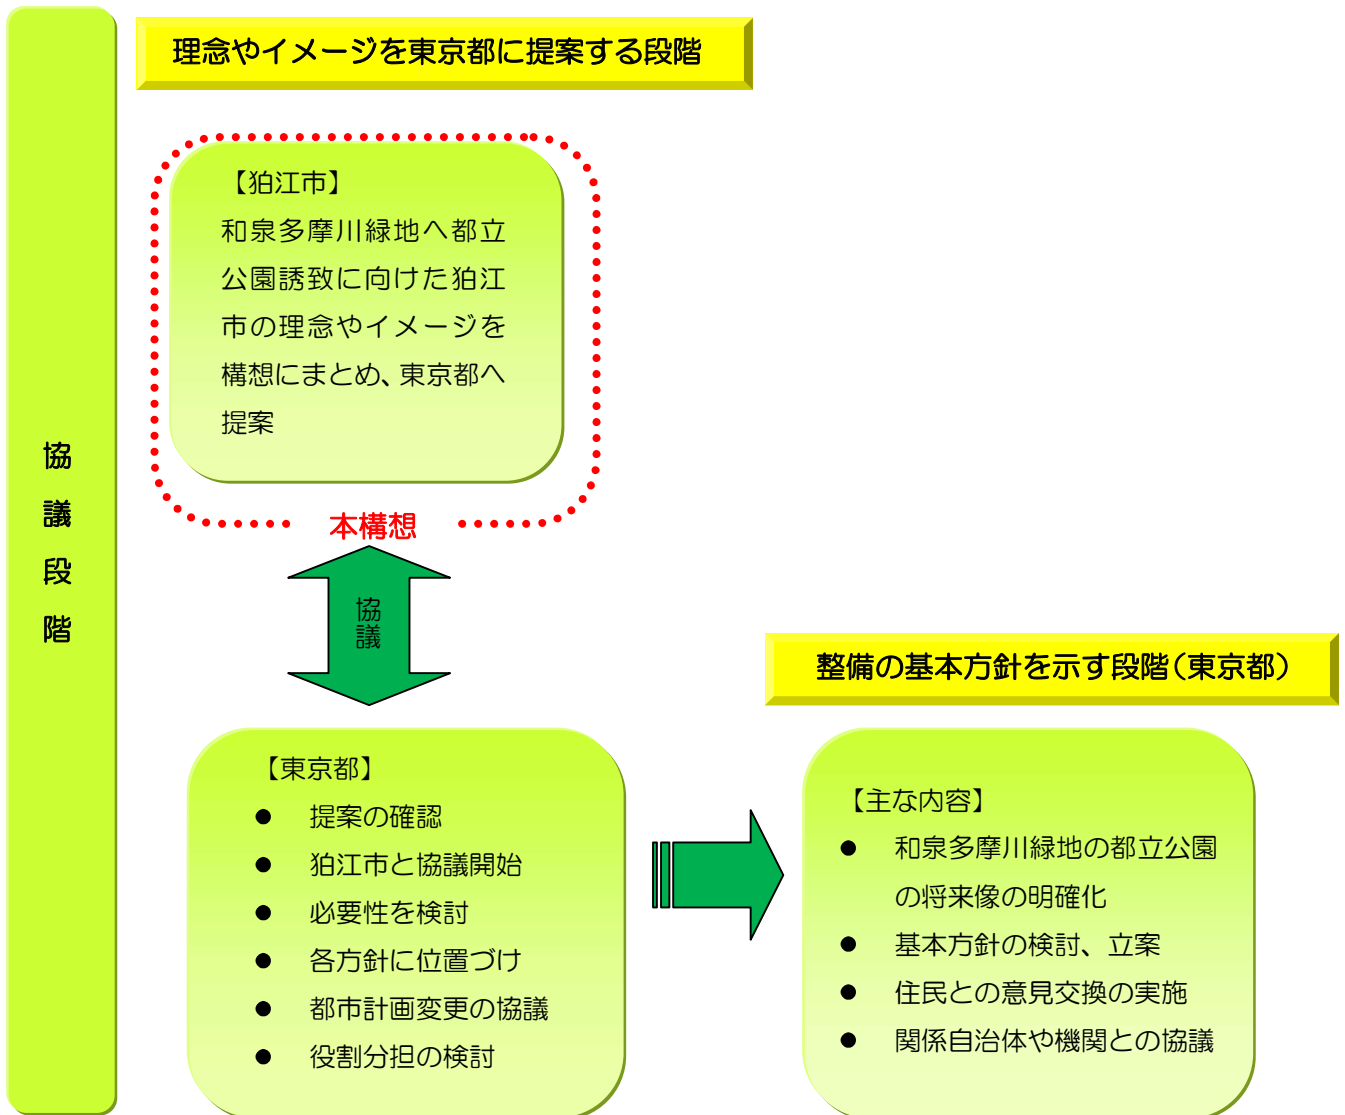 理念やイメージを東京都に提案する段階
【狛江市】
和泉多摩川緑地へ都立
公園誘致に向けた狛江
市の理念やイメージを
構想にまとめ、東京都へ
提案
本構想
協議
協議段階
整備の基本方針を示す段階(東京都)
【東京都】
● 提案の確認
● 狛江市と協議開始
● 必要性を検討
● 各方針に位置づけ
● 都市計画変更の協議
● 役割分担の検討
【主な内容】
● 和泉多摩川緑地の都立公園
の将来像の明確化
● 基本方針の検討、立案
● 住民との意見交換の実施
● 関係自治体や機関との協議